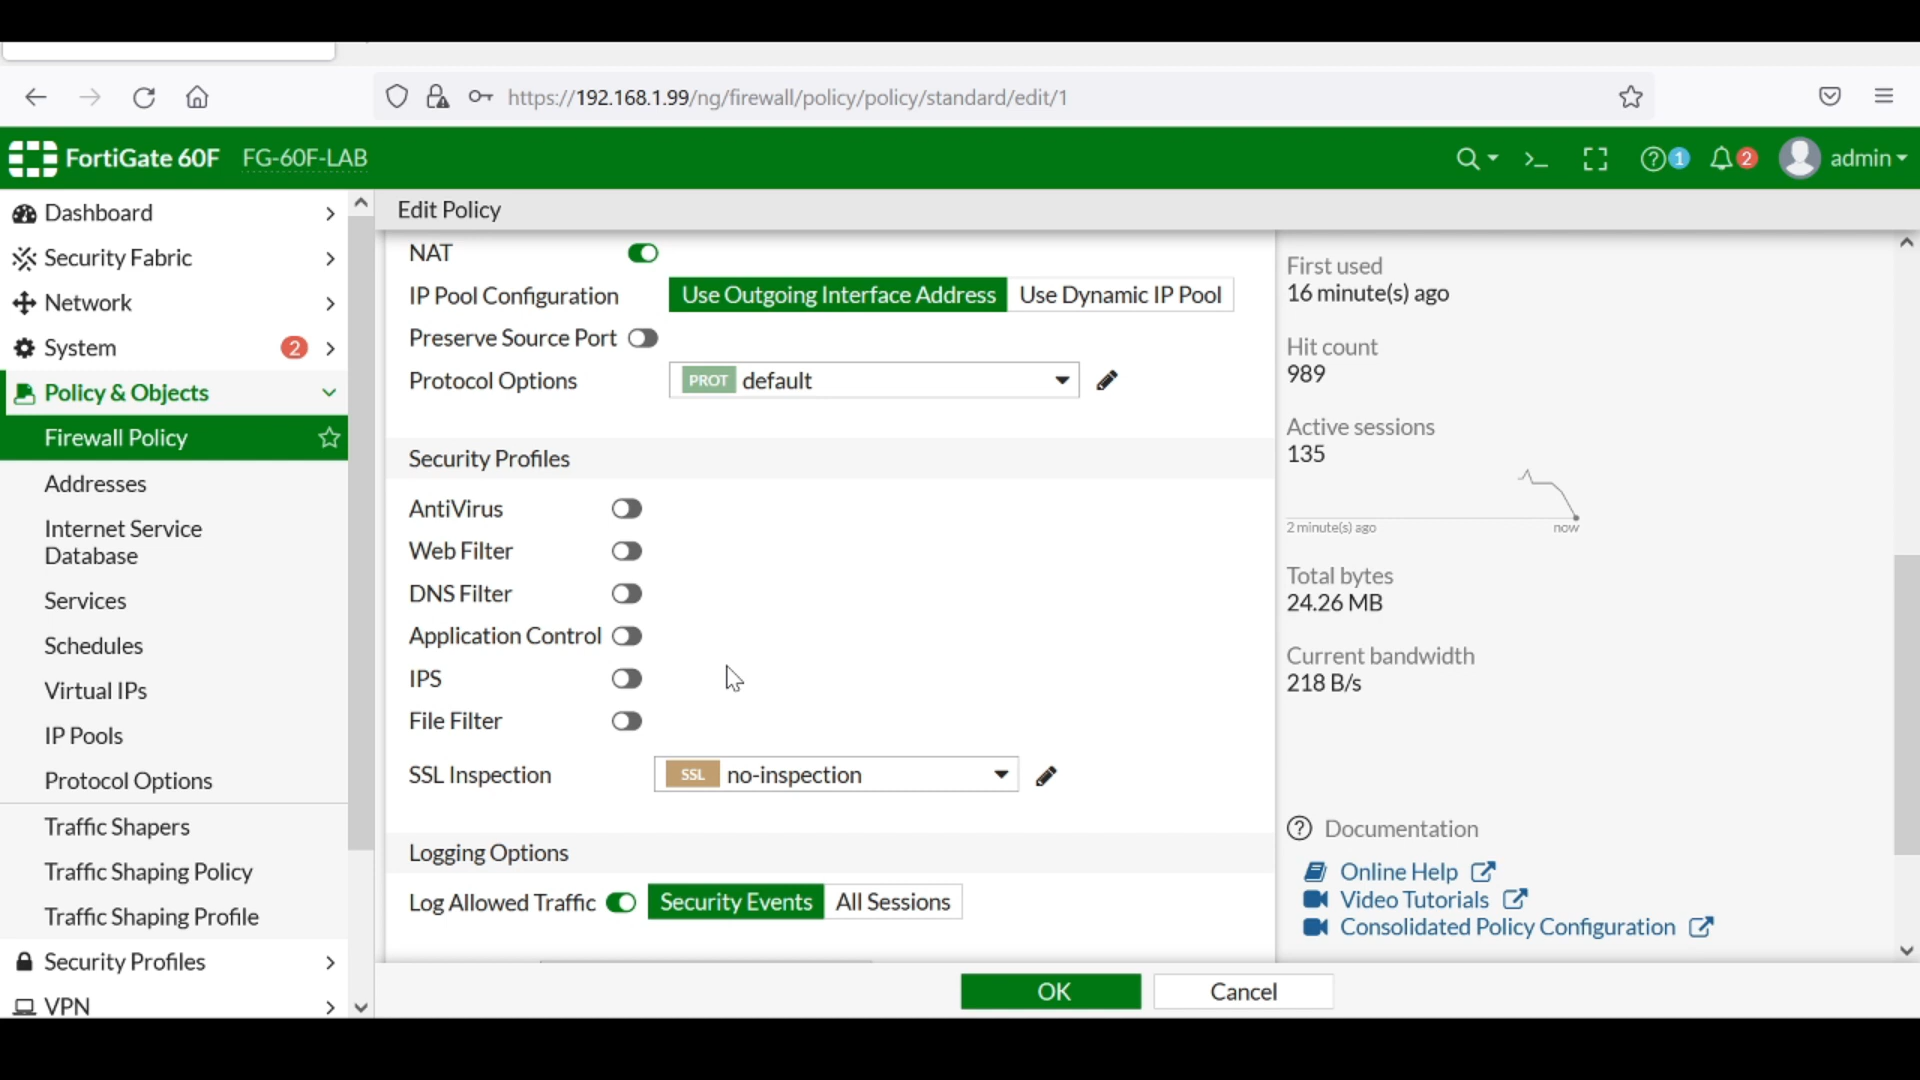 https://192.168.1.99/ng/firewall/policy/policy/standard/edit/1
FortiGate 60F FG-60F-LAB
1
2
admin
Dashboard
Security Fabric
Network
System 2
Policy & Objects
Firewall Policy
Addresses
Internet Service
Database
Services
Schedules
Virtual IPs
IP Pools
Protocol Options
Traffic Shapers
Traffic Shaping Policy
Traffic Shaping Profile
Security Profiles
VPN
Edit Policy
NAT
IP Pool Configuration Use Outgoing Interface Address Use Dynamic IP Pool
Preserve Source Port
Protocol Options PROT default
Security Profiles
AntiVirus
Web Filter
DNS Filter
Application Control
IPS
File Filter
SSL Inspection SSL no-inspection
Logging Options
Log Allowed Traffic Security Events All Sessions
First used
16 minute(s) ago
Hit count
989
Active sessions
135
2 minute(s) ago now
Total bytes
24.26 MB
Current bandwidth
218 B/s
Documentation
Online Help
Video Tutorials
Consolidated Policy Configuration
OK Cancel